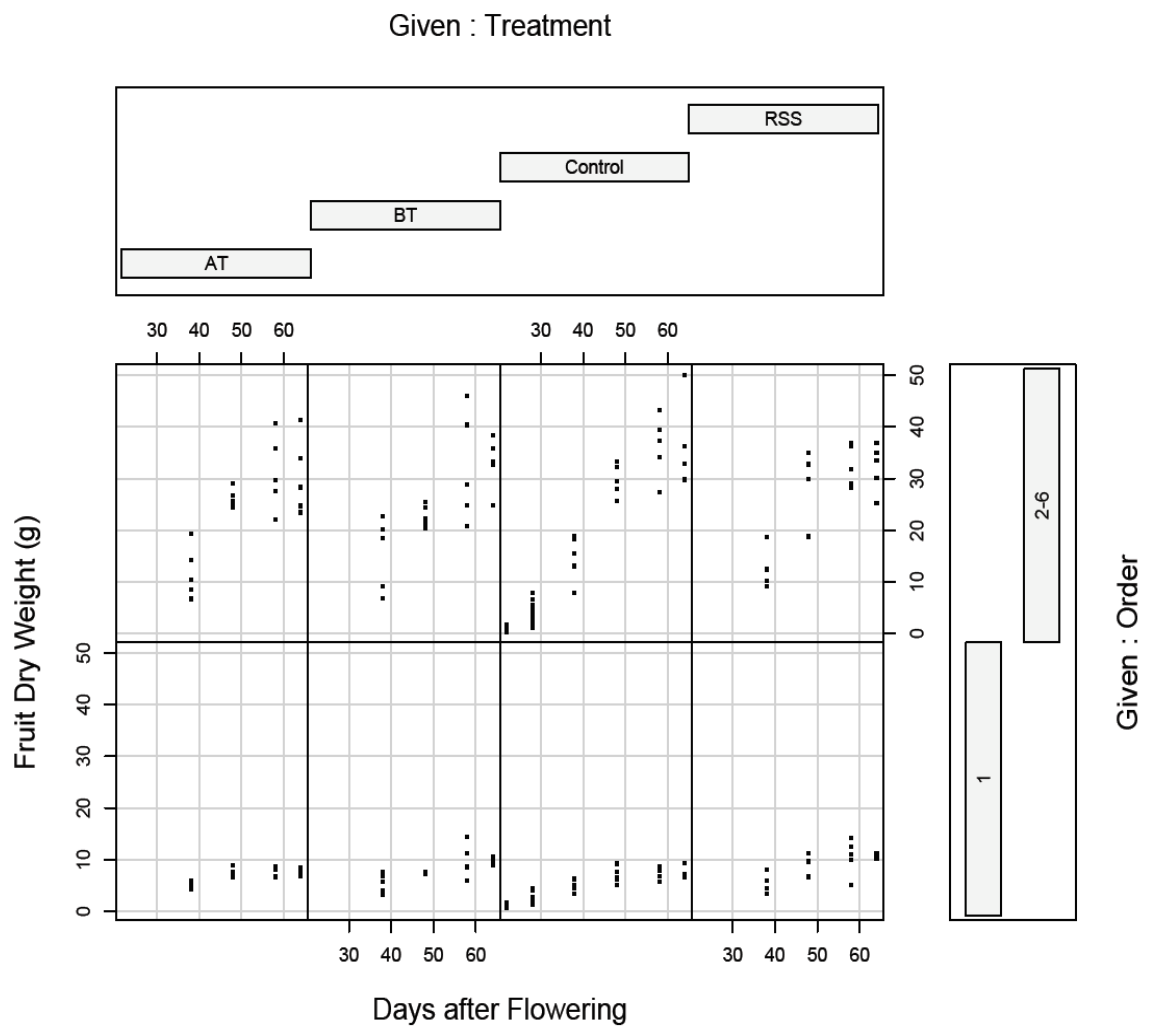 Given : Treatment
RSS
Control
BT
AT
30 40 50 60
30 40 50 60
0 10 20 30 40 50
2-6
1
Given : Order
Fruit Dry Weight (g)
0 10 20 30 40 50
30 40 50 60
30 40 50 60
Days after Flowering